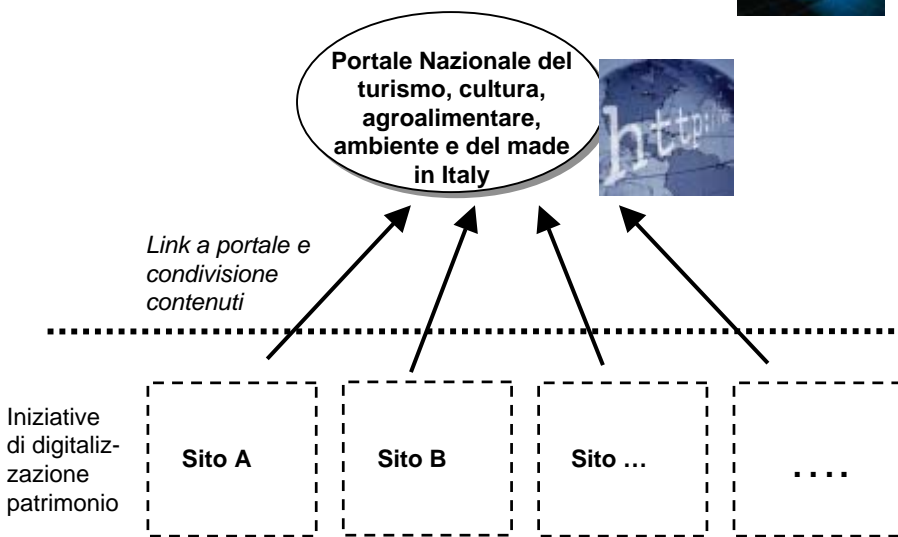 Portale Nazionale del
turismo, cultura,
agroalimentare,
ambiente e del made
in Italy
http:/
Link a portale e
condivisione
contenuti
Iniziative
di digitaliz-
zazione
patrimonio
Sito A
Sito B
Sito …
....